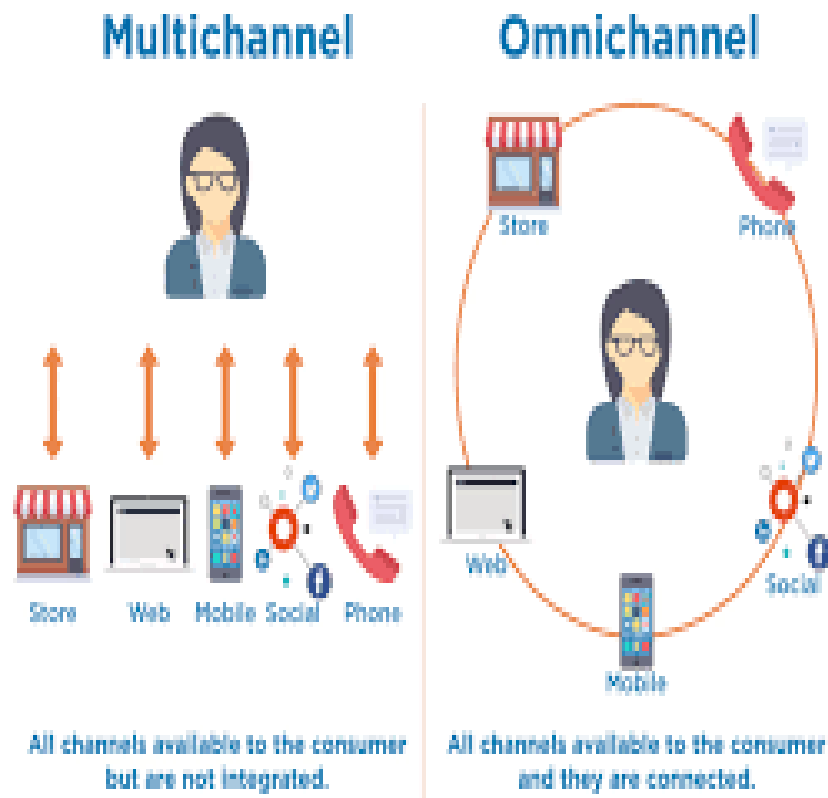 Multichannel
Store
Web
Mobile
Social
Phone
All channels available to the consumer
but are not integrated.
Omnichannel
Store
Phone
Web
Social
Mobile
All channels available to the consumer
and they are connected.